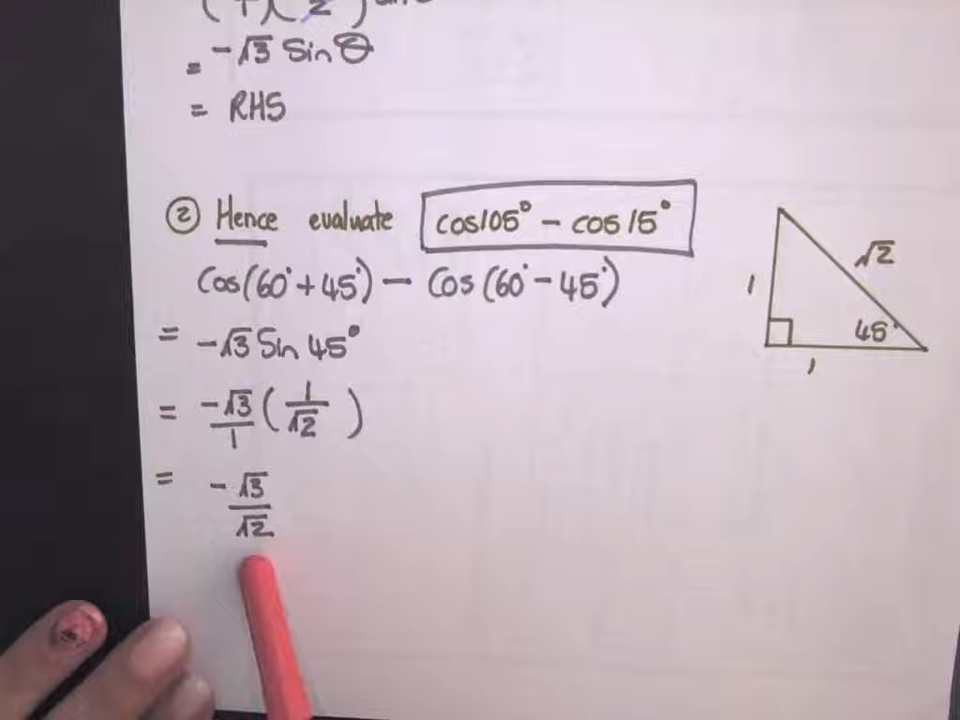 = -√3 Sin θ
= RHS
② Hence evaluate cos105° - cos15°
Cos(60°+45°) - Cos(60°-45°)
= -√3 Sin 45°
= -√3/1 (1/√2)
= -√3/√2
√2
1
45°
1